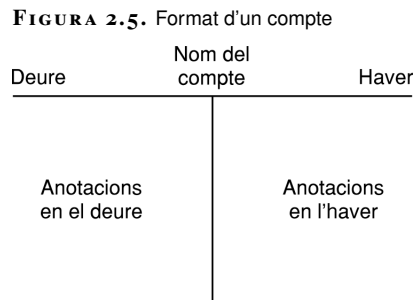 FIGURA 2.5. Format d'un compte
Nom del
Deure compte Haver
Anotacions Anotacions
en el deure en l'haver